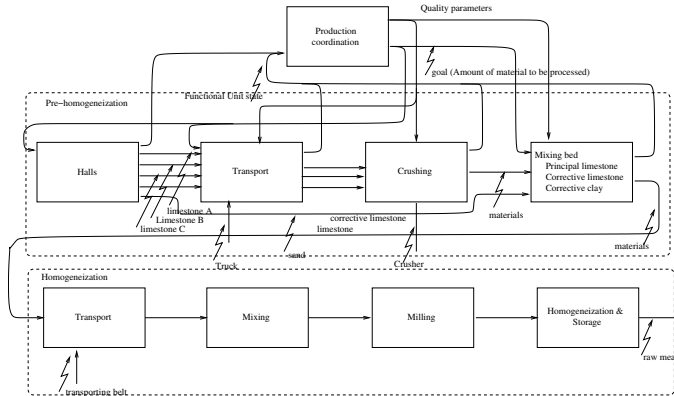 Quality parameters
Production
coordination
goal (Amount of material to be processed)
Functional Unit state
Pre-homogeneization
Halls
Transport
Crushing
Mixing bed
Principal limestone
Corrective limestone
Corrective clay
limestone A
Limestone B
limestone C
corrective limestone
limestone
materials
materials
Truck
sand
Crusher
Homogeneization
Transport
Mixing
Milling
Homogeneization &
Storage
raw mea
transporting belt